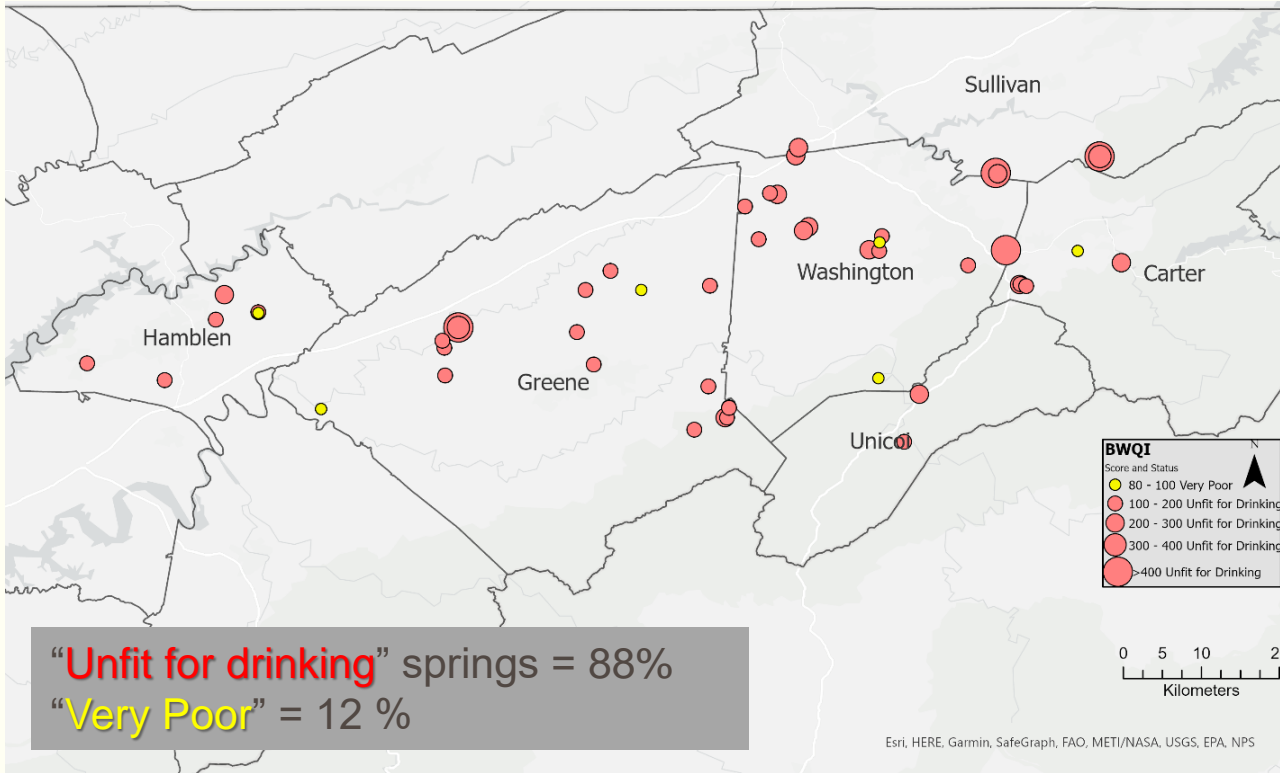 Sullivan
Washington
Carter
Hamblen
Greene
Unicoi
BWQI
N
Score and Status
80 - 100 Very Poor
100 - 200 Unfit for Drinking
200 - 300 Unfit for Drinking
300 - 400 Unfit for Drinking
>400 Unfit for Drinking
“Unfit for drinking” springs = 88%
“Very Poor” = 12 %
0 5 10 2
Kilometers
Esri, HERE, Garmin, SafeGraph, FAO, METI/NASA, USGS, EPA, NPS